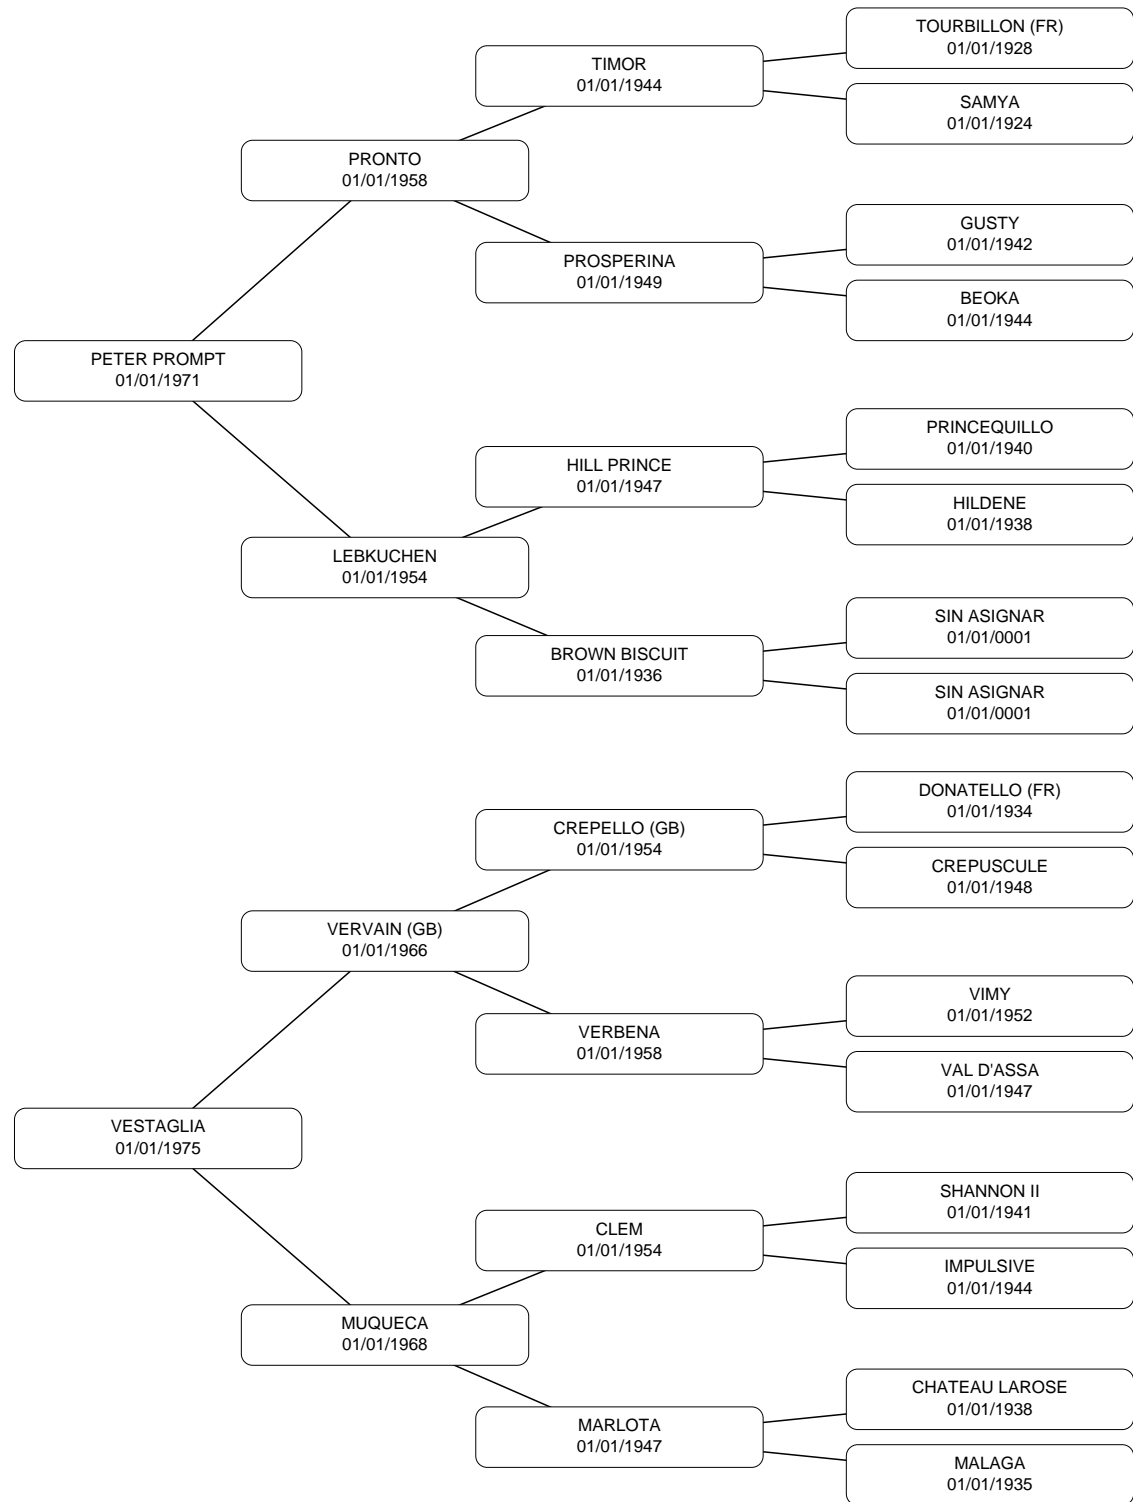 TOURBILLON (FR)
01/01/1928
TIMOR
01/01/1944
SAMYA
01/01/1924
PRONTO
01/01/1958
GUSTY
01/01/1942
PROSPERINA
01/01/1949
BEOKA
01/01/1944
PETER PROMPT
01/01/1971
PRINCEQUILLO
01/01/1940
HILL PRINCE
01/01/1947
HILDENE
01/01/1938
LEBKUCHEN
01/01/1954
SIN ASIGNAR
01/01/0001
BROWN BISCUIT
01/01/1936
SIN ASIGNAR
01/01/0001
DONATELLO (FR)
01/01/1934
CREPELLO (GB)
01/01/1954
CREPUSCULE
01/01/1948
VERVAIN (GB)
01/01/1966
VIMY
01/01/1952
VERBENA
01/01/1958
VAL D'ASSA
01/01/1947
VESTAGLIA
01/01/1975
SHANNON II
01/01/1941
CLEM
01/01/1954
IMPULSIVE
01/01/1944
MUQUECA
01/01/1968
CHATEAU LAROSE
01/01/1938
MARLOTA
01/01/1947
MALAGA
01/01/1935